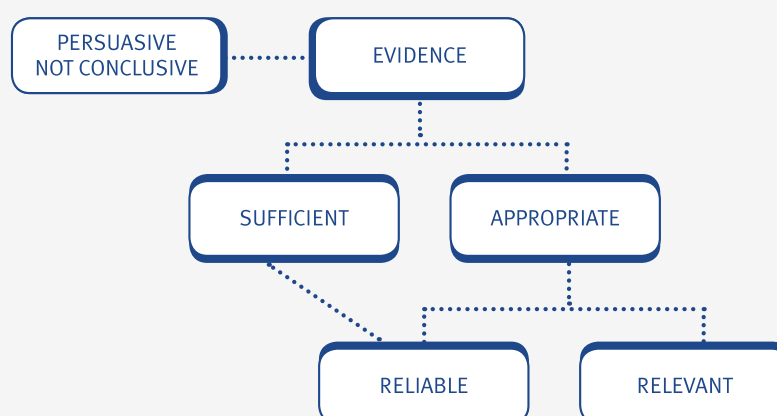 PERSUASIVE
NOT CONCLUSIVE
EVIDENCE
SUFFICIENT
APPROPRIATE
RELIABLE
RELEVANT